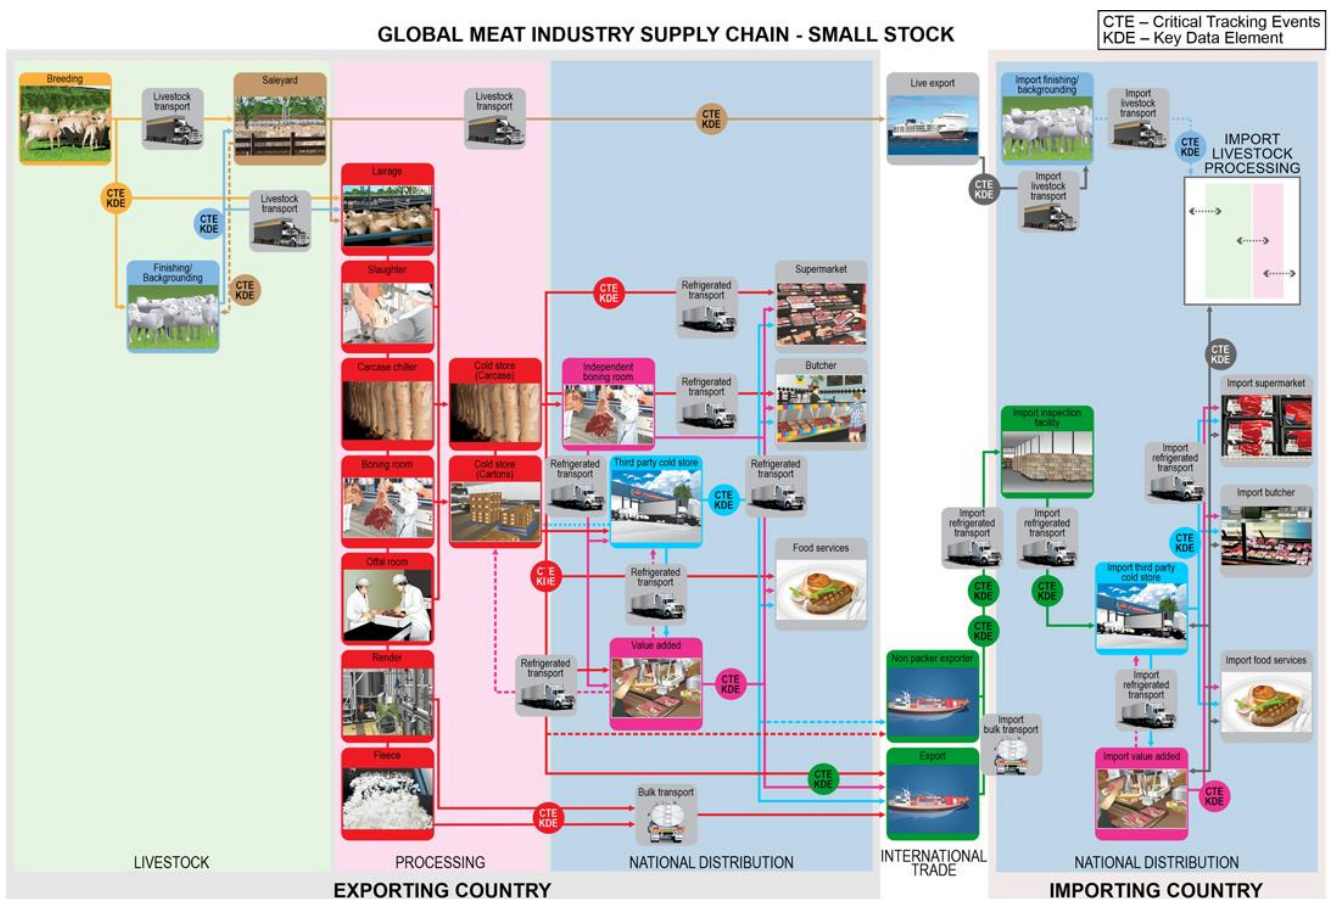 GLOBAL MEAT INDUSTRY SUPPLY CHAIN - SMALL STOCK
CTE – Critical Tracking Events
KDE – Key Data Element
Breeding
Livestock
transport
Saleyard
Livestock
transport
CTE
KDE
Live export
Import finishing/
backgrounding
Import
livestock
transport
CTE
KDE
IMPORT
LIVESTOCK
PROCESSING
Lairage
CTE
KDE
Livestock
transport
CTE
KDE
CTE
KDE
Import
livestock
transport
Finishing/
Backgrounding
CTE
KDE
Slaughter
CTE
KDE
Refrigerated
transport
Supermarket
CTE
KDE
Carcase chiller
Cold store
(Carcase)
Independent
boning room
Refrigerated
transport
Butcher
Import supermarket
Import inspection
facility
Boning room
Cold store
(Cartons)
Refrigerated
transport
Third party cold store
CTE
KDE
Refrigerated
transport
Import
refrigerated
transport
Import butcher
Import
refrigerated
transport
Import
refrigerated
transport
CTE
KDE
Offal room
CTE
KDE
Refrigerated
transport
Food services
CTE
KDE
CTE
KDE
Import third party
cold store
CTE
KDE
Render
Refrigerated
transport
Value added
CTE
KDE
Non packer exporter
Import
refrigerated
transport
Import food services
Import
bulk transport
Fleece
CTE
KDE
Export
Import value added
CTE
KDE
Bulk transport
CTE
KDE
LIVESTOCK
PROCESSING
NATIONAL DISTRIBUTION
INTERNATIONAL
TRADE
NATIONAL DISTRIBUTION
EXPORTING COUNTRY
IMPORTING COUNTRY